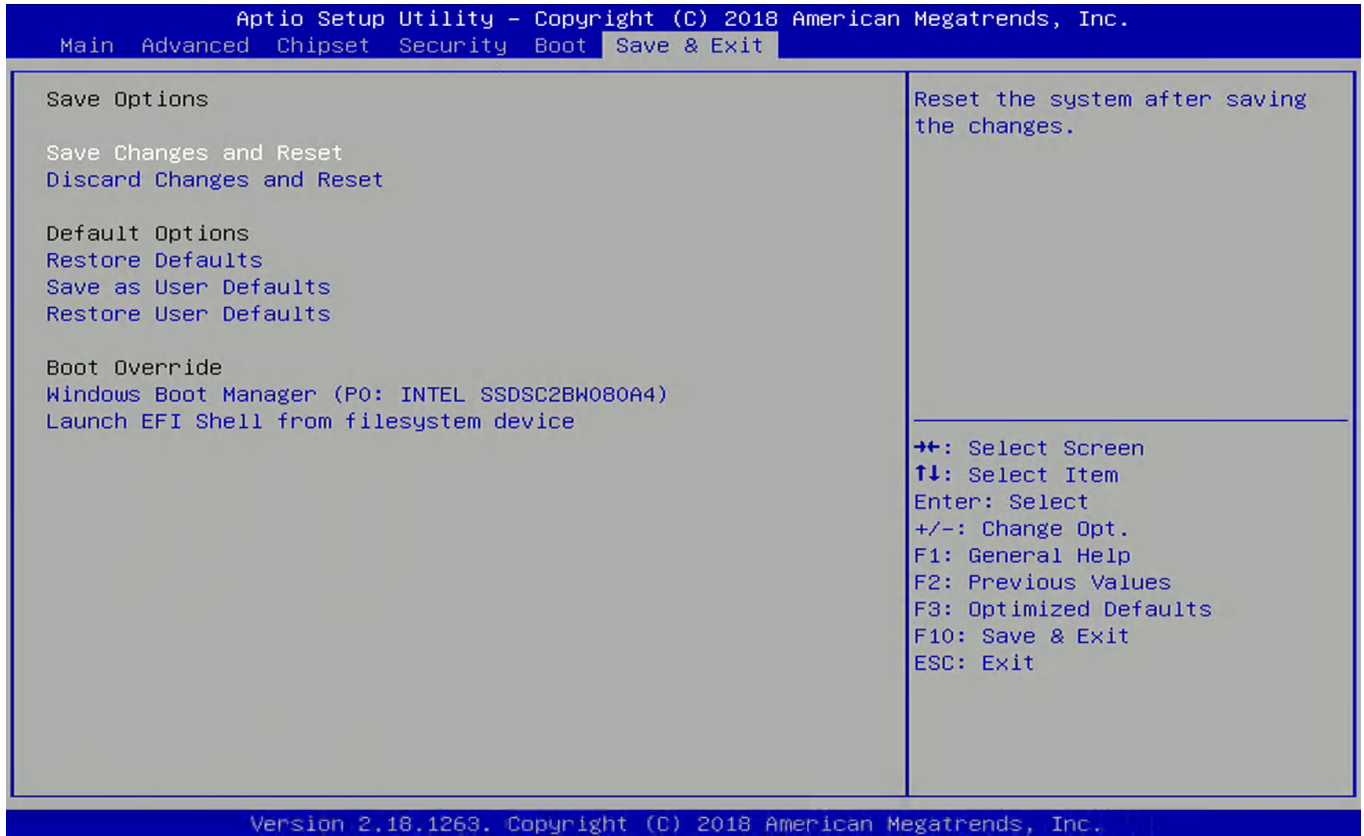 Aptio Setup Utility – Copyright (C) 2018 American Megatrends, Inc.
Main Advanced Chipset Security Boot Save & Exit
Save Options
Save Changes and Reset
Discard Changes and Reset
Default Options
Restore Defaults
Save as User Defaults
Restore User Defaults
Boot Override
Windows Boot Manager (P0: INTEL SSDSC2BW080A4)
Launch EFI Shell from filesystem device
Reset the system after saving
the changes.
→←: Select Screen
↑↓: Select Item
Enter: Select
+/-: Change Opt.
F1: General Help
F2: Previous Values
F3: Optimized Defaults
F10: Save & Exit
ESC: Exit
Version 2.18.1263. Copyright (C) 2018 American Megatrends, Inc.